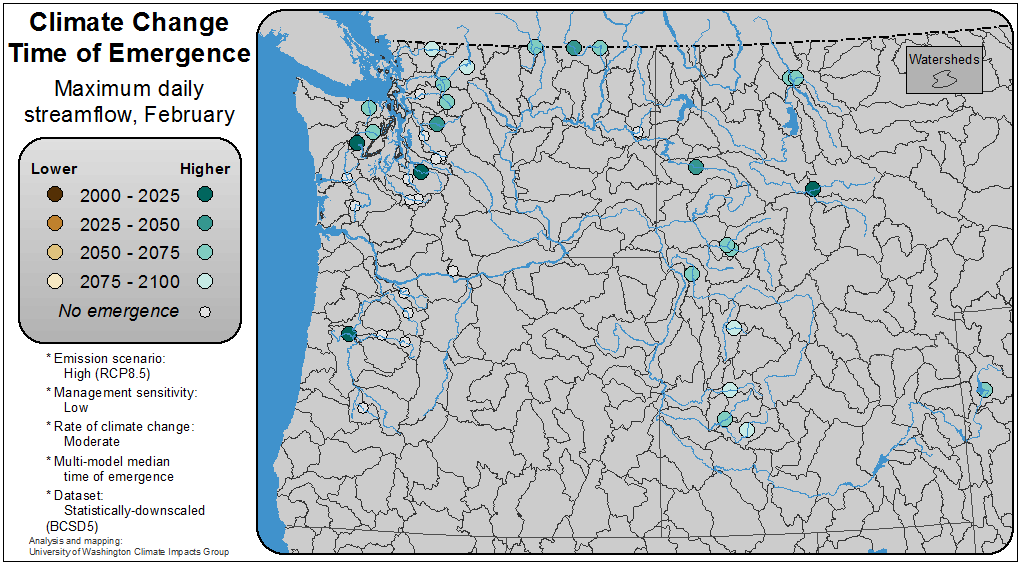 Climate Change
Time of Emergence
Maximum daily
streamflow, February
Lower Higher
2000 - 2025
2025 - 2050
2050 - 2075
2075 - 2100
No emergence
* Emission scenario:
High (RCP8.5)
* Management sensitivity:
Low
* Rate of climate change:
Moderate
* Multi-model median
time of emergence
* Dataset:
Statistically-downscaled
(BCSD5)
Analysis and mapping:
University of Washington Climate Impacts Group
Watersheds